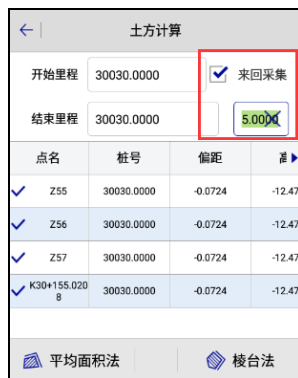 土方计算
开始里程 30030.0000 来回采集
结束里程 30030.0000 5.0000
点名 桩号 偏距
Z55 30030.0000 -0.0724 -12.47
Z56 30030.0000 -0.0724 -12.47
Z57 30030.0000 -0.0724 -12.47
K30+155.020
8 30030.0000 -0.0724 -12.47
平均面积法 棱台法